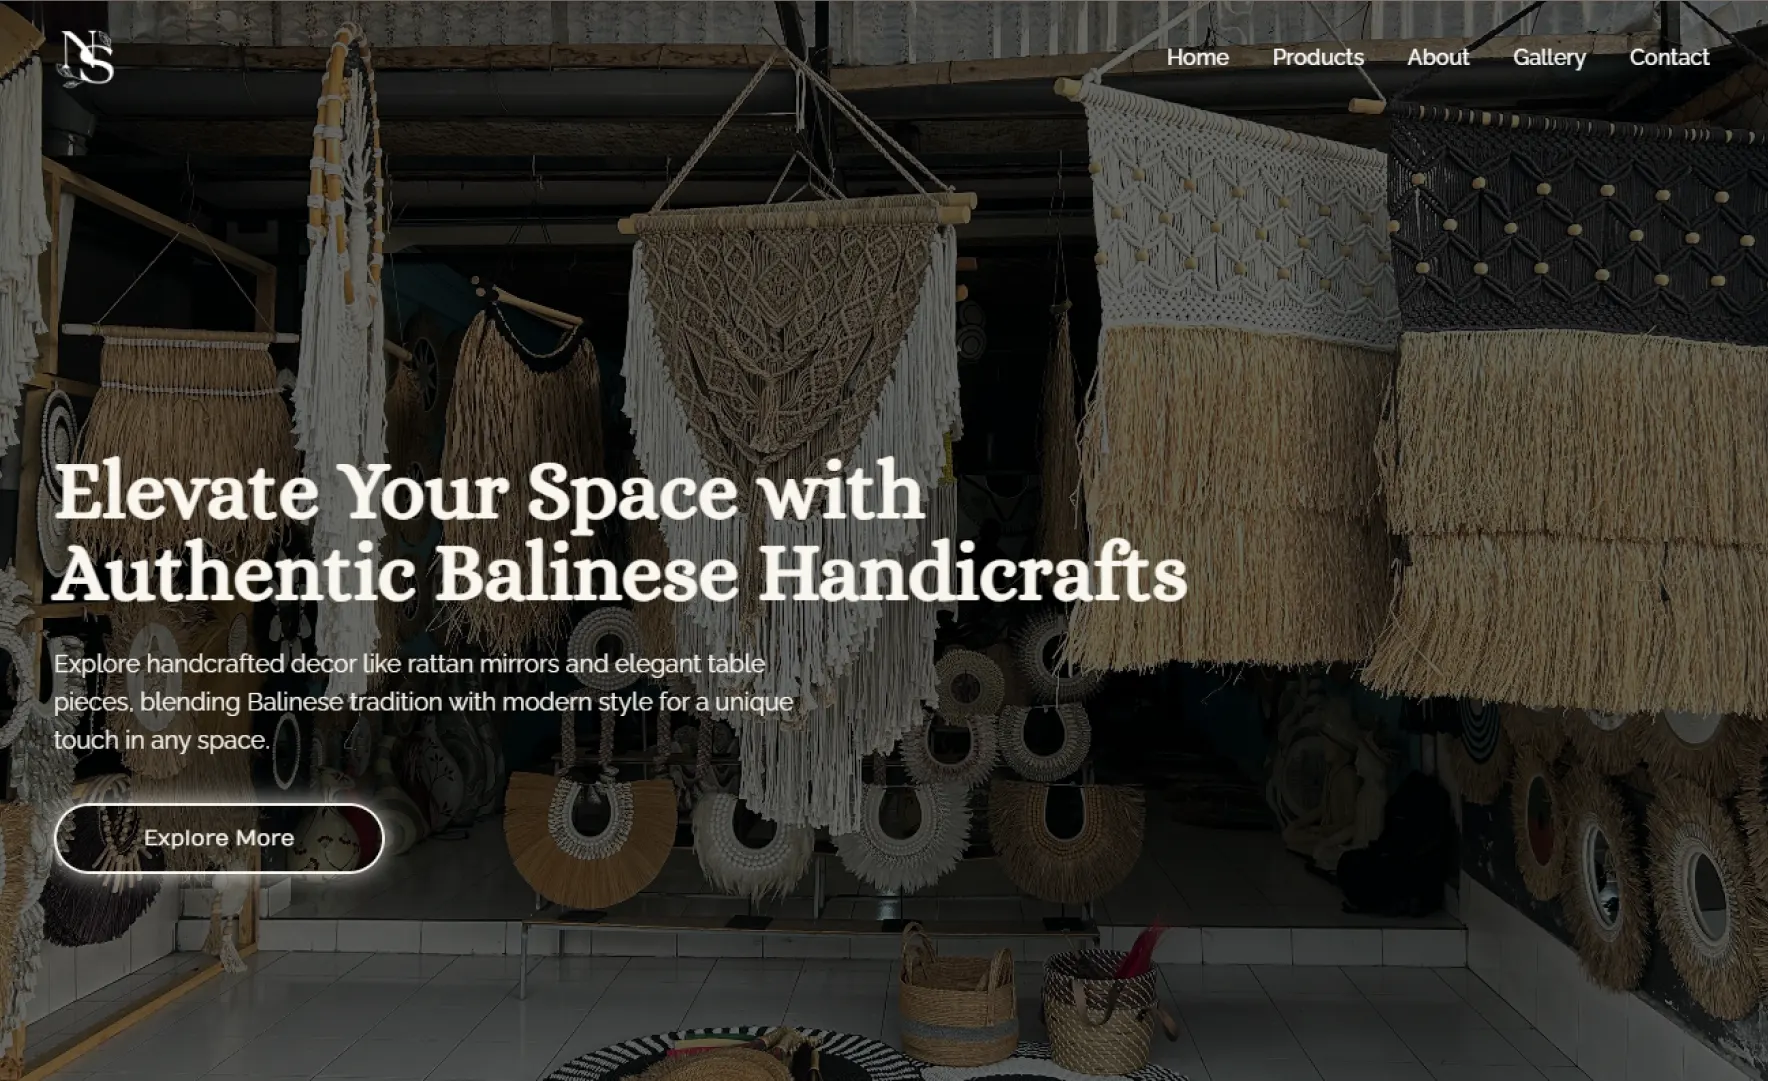 NS
Home Products About Gallery Contact
Elevate Your Space with
Authentic Balinese Handicrafts
Explore handcrafted decor like rattan mirrors and elegant table
pieces, blending Balinese tradition with modern style for a unique
touch in any space.
Explore More